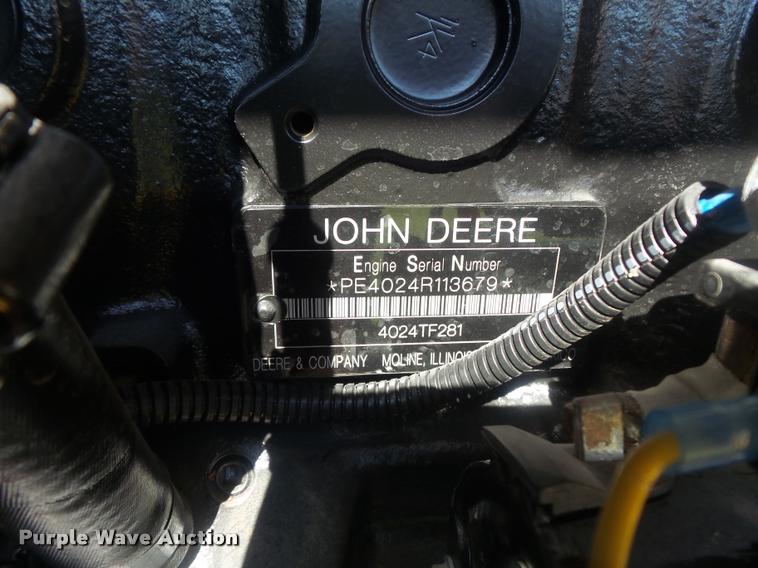 JOHN DEERE
Engine Serial Number
*PE4024R113679*
4024TF281
DEERE & COMPANY MOLINE, ILLINOIS
Purple Wave Auction